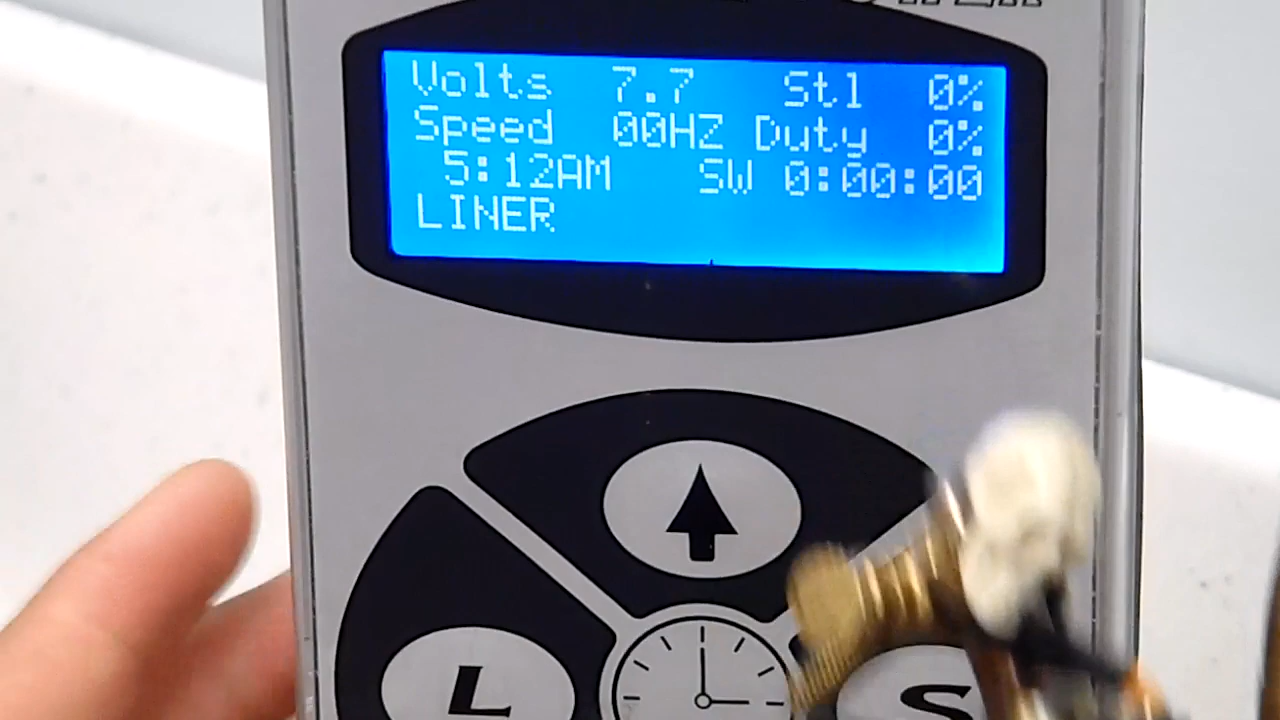 Volts 7.7 Stl 0%
Speed 00HZ Duty 0%
5:12AM SW 0:00:00
LINER
L
S